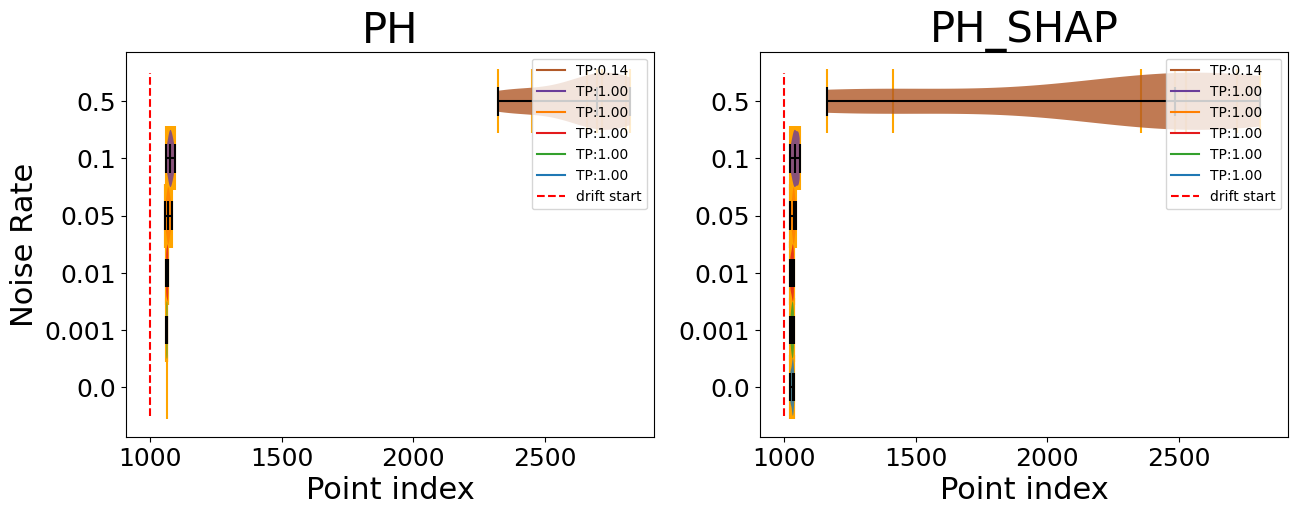 PH
Noise Rate
0.5
0.1
0.05
0.01
0.001
0.0
TP:0.14
TP:1.00
TP:1.00
TP:1.00
TP:1.00
TP:1.00
drift start
1000
1500
2000
2500
Point index
PH_SHAP
0.5
0.1
0.05
0.01
0.001
0.0
TP:0.14
TP:1.00
TP:1.00
TP:1.00
TP:1.00
TP:1.00
drift start
1000
1500
2000
2500
Point index